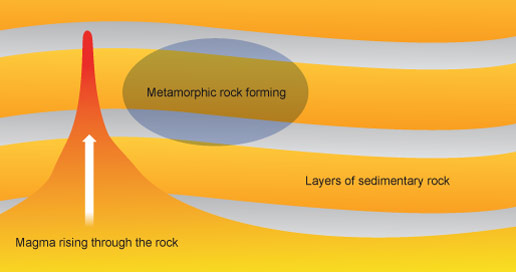 Metamorphic rock forming
Layers of sedimentary rock
Magma rising through the rock